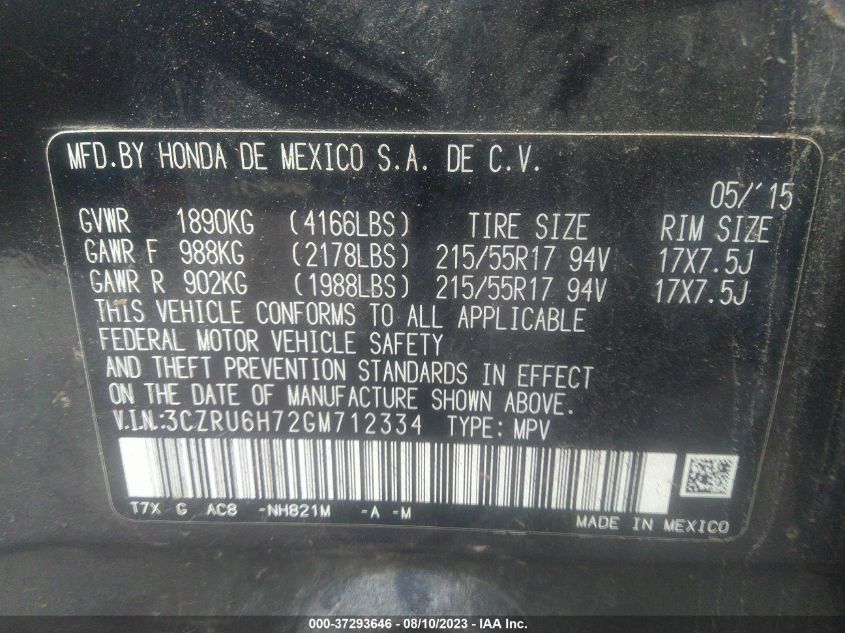 MFD.BY HONDA DE MEXICO S.A. DE C.V.
05/'15
GVWR 1890KG (4166LBS) TIRE SIZE RIM SIZE
GAWR F 988KG (2178LBS) 215/55R17 94V 17X7.5J
GAWR R 902KG (1988LBS) 215/55R17 94V 17X7.5J
THIS VEHICLE CONFORMS TO ALL APPLICABLE
FEDERAL MOTOR VEHICLE SAFETY
AND THEFT PREVENTION STANDARDS IN EFFECT
ON THE DATE OF MANUFACTURE SHOWN ABOVE.
V.I.N.:3CZRU6H72GM712334 TYPE: MPV
T7X G AC8 -NH821M -A -M
MADE IN MEXICO
000-37293646 - 08/10/2023 - IAA Inc.